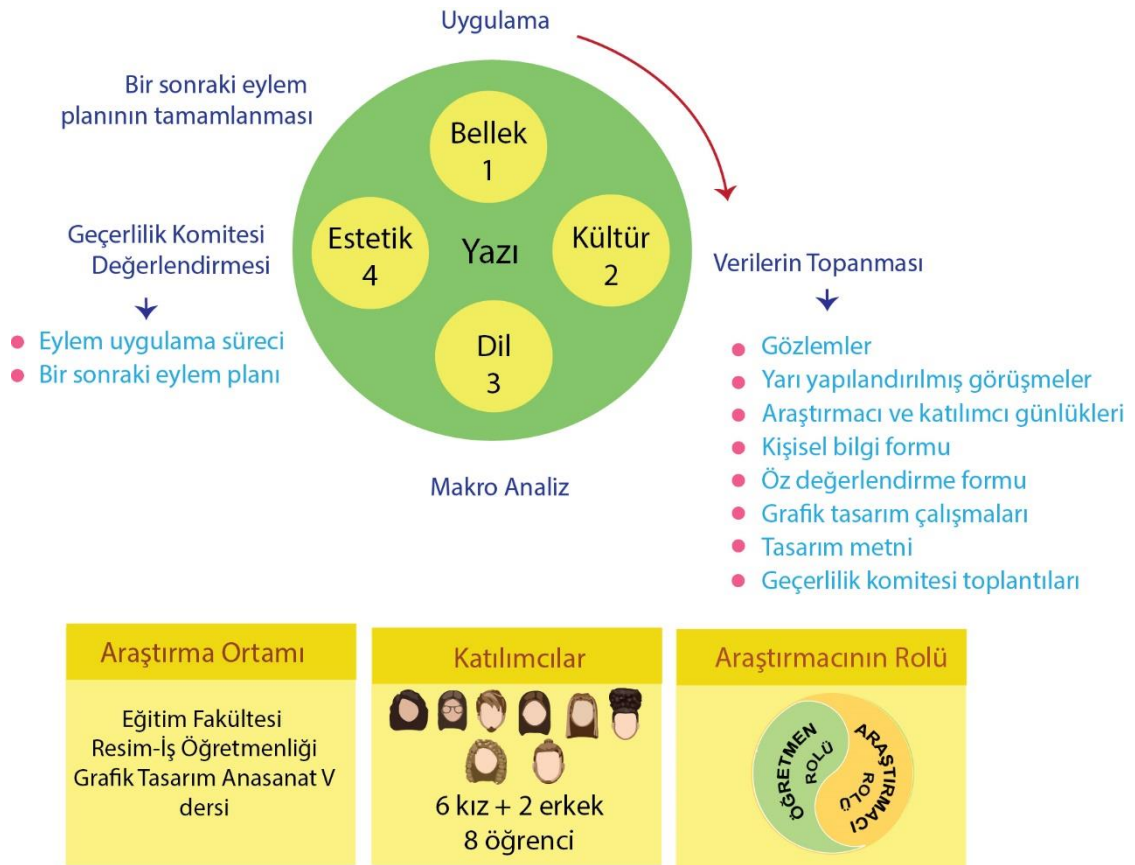 Uygulama
Bir sonraki eylem
planının tamamlanması
Bellek
1
Geçerlilik Komitesi
Değerlendirmesi
Estetik
4
Yazı
Kültür
2
Verilerin Topanması
Eylem uygulama süreci
Bir sonraki eylem planı
Dil
3
Gözlemler
Yarı yapılandırılmış görüşmeler
Araştırmacı ve katılımcı günlükleri
Kişisel bilgi formu
Öz değerlendirme formu
Grafik tasarım çalışmaları
Tasarım metni
Geçerlilik komitesi toplantıları
Makro Analiz
Araştırma Ortamı
Eğitim Fakültesi
Resim-İş Öğretmenliği
Grafik Tasarım Anasanat V
dersi
Katılımcılar
6 kız + 2 erkek
8 öğrenci
Araştırmacının Rolü
ÖĞRETMEN
ROLÜ
ARAŞTIRMACI
ROLÜ